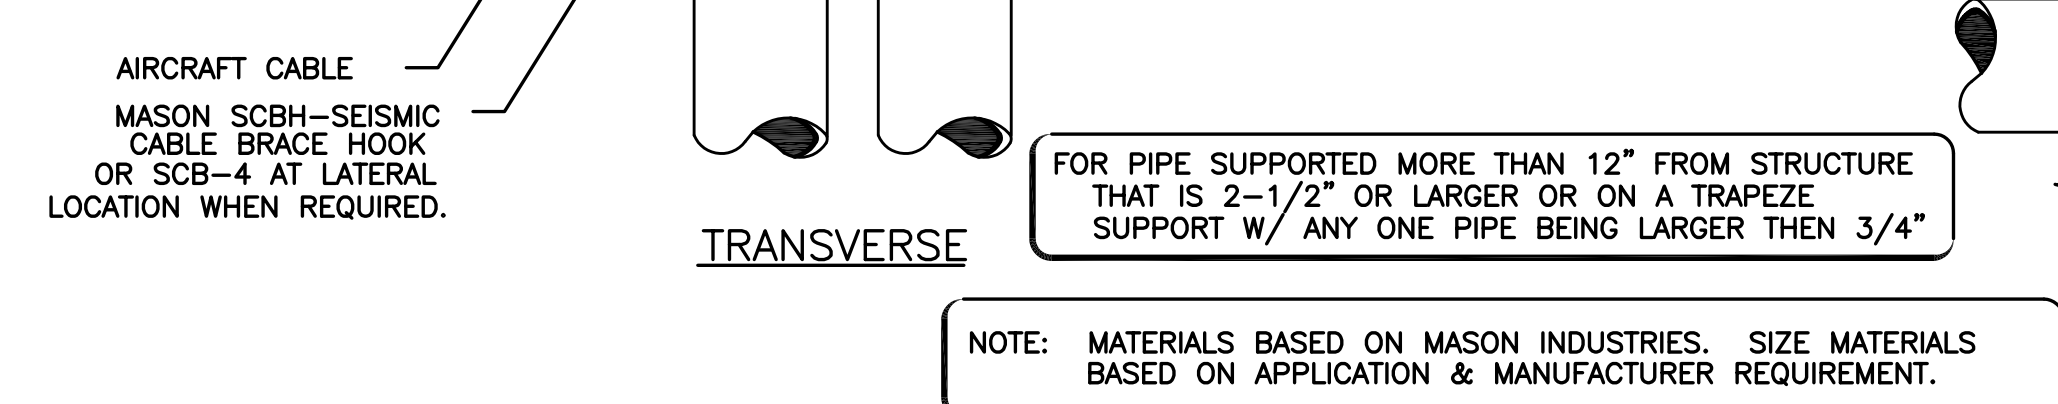 AIRCRAFT CABLE
MASON SCBH-SEISMIC
CABLE BRACE HOOK
OR SCB-4 AT LATERAL
LOCATION WHEN REQUIRED.
TRANSVERSE
FOR PIPE SUPPORTED MORE THAN 12" FROM STRUCTURE
THAT IS 2-1/2" OR LARGER OR ON A TRAPEZE
SUPPORT W/ ANY ONE PIPE BEING LARGER THEN 3/4"
NOTE: MATERIALS BASED ON MASON INDUSTRIES. SIZE MATERIALS
BASED ON APPLICATION & MANUFACTURER REQUIREMENT.